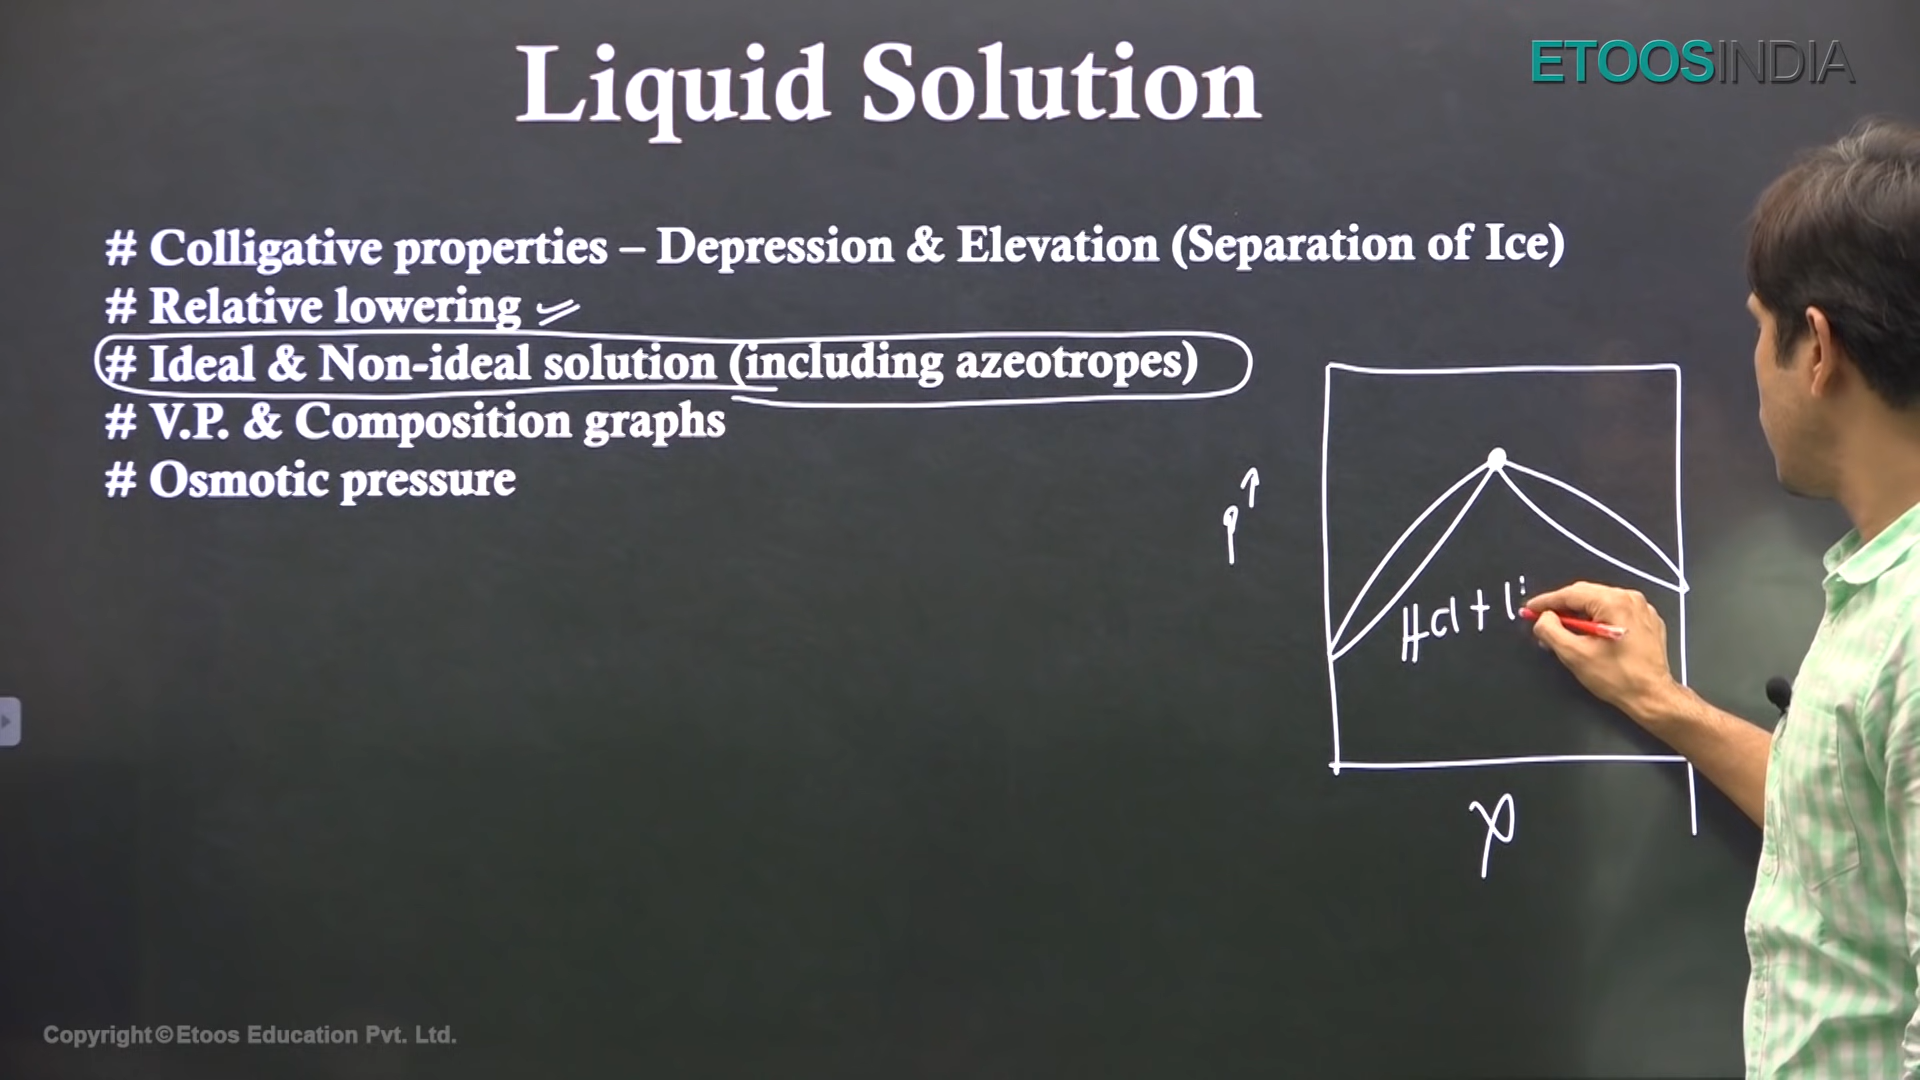 Liquid Solution
ETOOSINDIA
# Colligative properties – Depression & Elevation (Separation of Ice)
# Relative lowering
# Ideal & Non-ideal solution (including azeotropes)
# V.P. & Composition graphs
# Osmotic pressure
P
HCl +
X
Copyright © Etoos Education Pvt. Ltd.